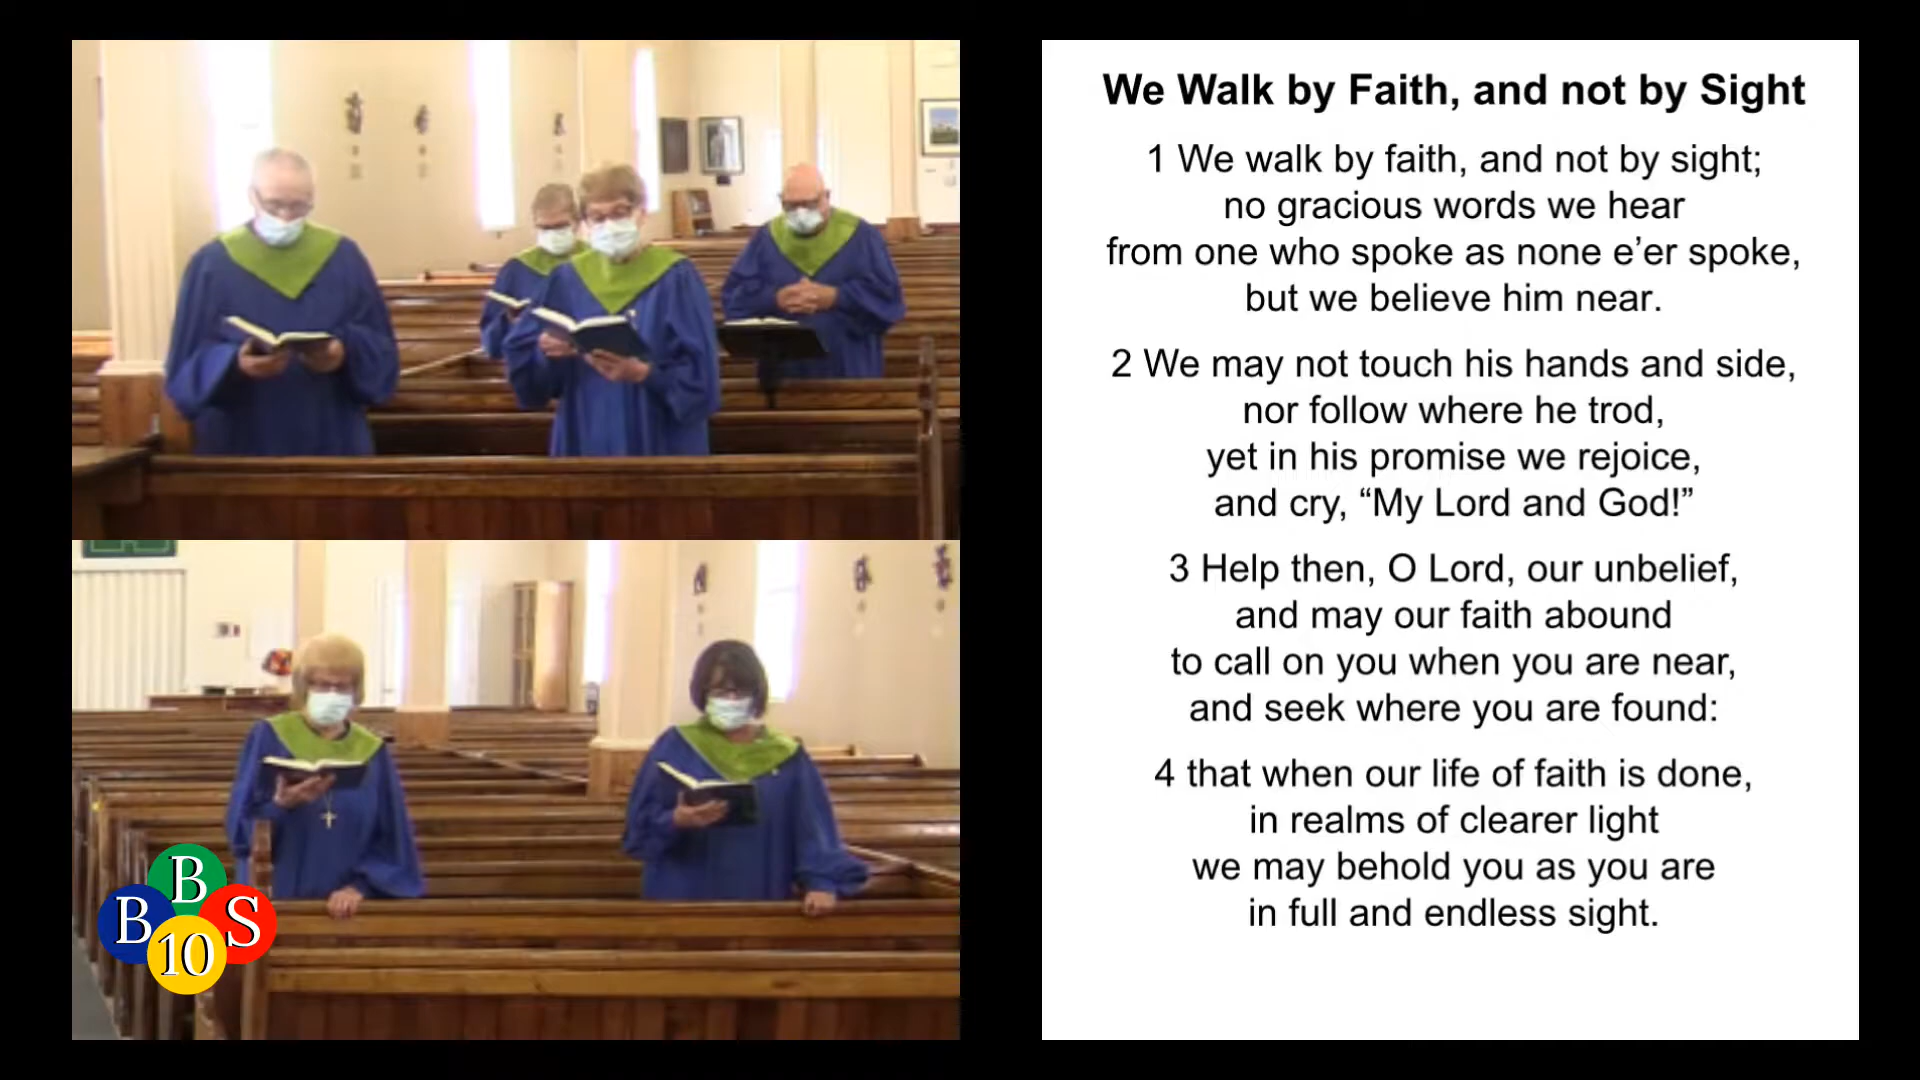 We Walk by Faith, and not by Sight
1 We walk by faith, and not by sight;
no gracious words we hear
from one who spoke as none e’er spoke,
but we believe him near.
2 We may not touch his hands and side,
nor follow where he trod,
yet in his promise we rejoice,
and cry, “My Lord and God!”
3 Help then, O Lord, our unbelief,
and may our faith abound
to call on you when you are near,
and seek where you are found:
4 that when our life of faith is done,
in realms of clearer light
we may behold you as you are
in full and endless sight.
B
B S
10